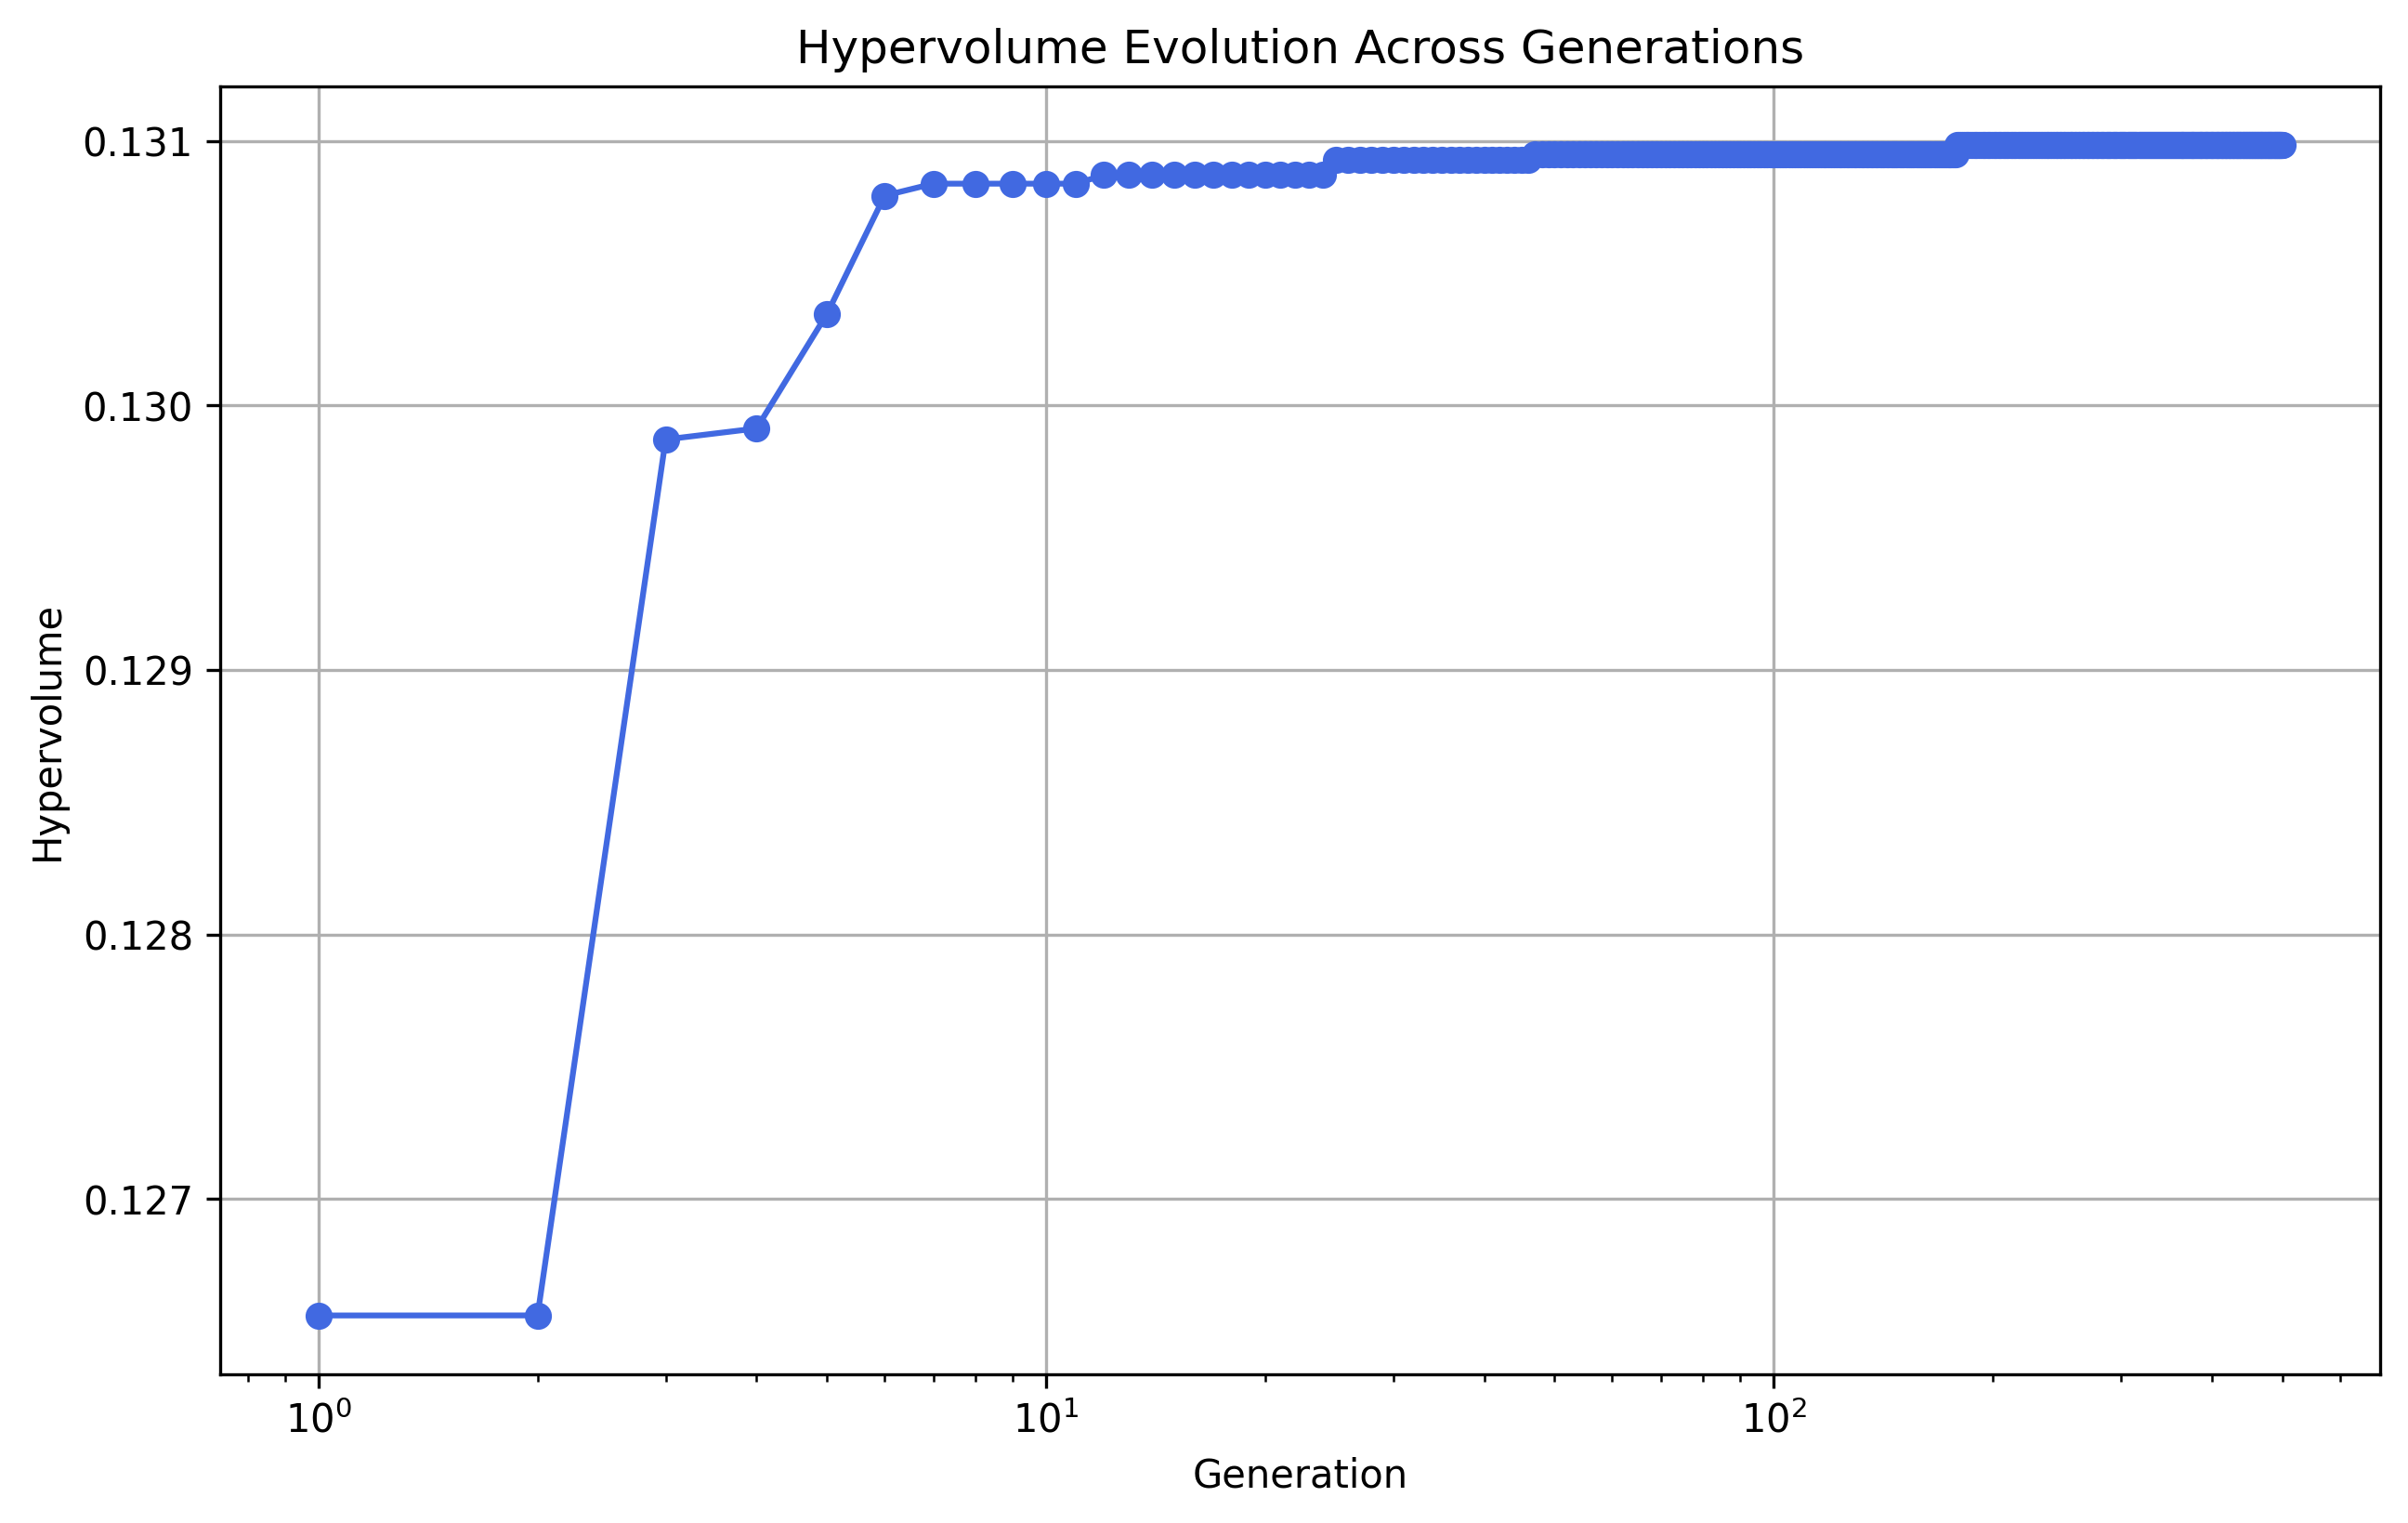 Hypervolume Evolution Across Generations
0.131
0.130
0.129
0.128
0.127
Hypervolume
10⁰
10¹
10²
Generation